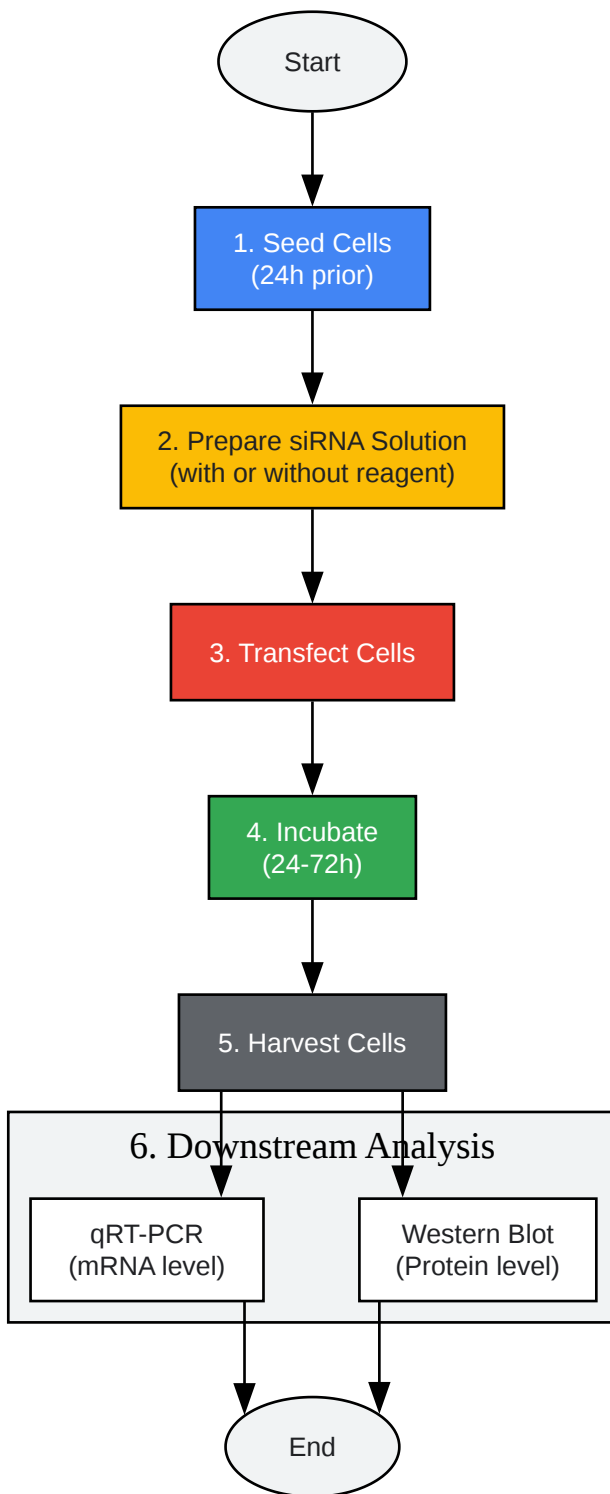 Start
1. Seed Cells
(24h prior)
2. Prepare siRNA Solution
(with or without reagent)
3. Transfect Cells
4. Incubate
(24-72h)
5. Harvest Cells
6. Downstream Analysis
qRT-PCR
(mRNA level)
Western Blot
(Protein level)
End